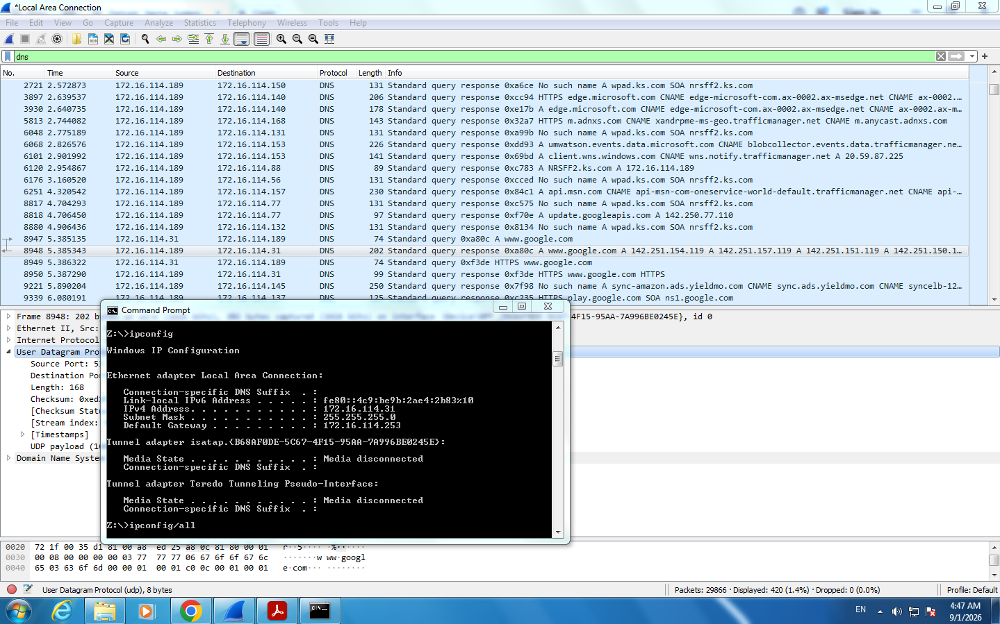 *Local Area Connection
File Edit View Go Capture Analyze Statistics Telephony Wireless Tools Help
dns
No. Time Source Destination Protocol Length Info
2721 2.572873 172.16.114.189 172.16.114.150 DNS 131 Standard query response 0xa6ce No such name A wpad.ks.com SOA nrsff2.ks.com
3897 2.639537 172.16.114.189 172.16.114.140 DNS 206 Standard query response 0xcc94 HTTPS edge.microsoft.com CNAME edge-microsoft-com.ax-0002.ax-msedge.net CNAME ax-0002.…
3930 2.640735 172.16.114.189 172.16.114.140 DNS 178 Standard query response 0xe17b A edge.microsoft.com CNAME edge-microsoft-com.ax-0002.ax-msedge.net CNAME ax-0002.ax-m…
5813 2.744082 172.16.114.189 172.16.114.168 DNS 143 Standard query response 0x32a7 HTTPS m.adnxs.com CNAME xandrpme-ms-geo.trafficmanager.net CNAME m.anycast.adnxs.com
6048 2.775189 172.16.114.189 172.16.114.131 DNS 131 Standard query response 0xa99b No such name A wpad.ks.com SOA nrsff2.ks.com
6068 2.826576 172.16.114.189 172.16.114.153 DNS 226 Standard query response 0xdd93 A umwatson.events.data.microsoft.com CNAME blobcollector.events.data.trafficmanager.ne…
6101 2.901992 172.16.114.189 172.16.114.153 DNS 141 Standard query response 0x69bd A client.wns.windows.com CNAME wns.notify.trafficmanager.net A 20.59.87.225
6120 2.954867 172.16.114.189 172.16.114.88 DNS 89 Standard query response 0xc783 A NRSFF2.ks.com A 172.16.114.189
6176 3.160520 172.16.114.189 172.16.114.56 DNS 131 Standard query response 0xcced No such name A wpad.ks.com SOA nrsff2.ks.com
6251 4.320542 172.16.114.189 172.16.114.157 DNS 230 Standard query response 0x84c1 A api.msn.com CNAME api-msn-com-oneservice-world-default.trafficmanager.net CNAME api-…
8817 4.704293 172.16.114.189 172.16.114.77 DNS 131 Standard query response 0xc575 No such name A wpad.ks.com SOA nrsff2.ks.com
8818 4.706450 172.16.114.189 172.16.114.77 DNS 97 Standard query response 0xf70e A update.googleapis.com A 142.250.77.110
8880 4.906436 172.16.114.189 172.16.114.132 DNS 131 Standard query response 0x8134 No such name A wpad.ks.com SOA nrsff2.ks.com
8947 5.385135 172.16.114.31 172.16.114.189 DNS 74 Standard query 0xa80c A www.google.com
8948 5.385343 172.16.114.189 172.16.114.31 DNS 202 Standard query response 0xa80c A www.google.com A 142.251.154.119 A 142.251.157.119 A 142.251.151.119 A 142.251.150.1…
8949 5.386322 172.16.114.31 172.16.114.189 DNS 74 Standard query 0xf3de HTTPS www.google.com
8950 5.387290 172.16.114.189 172.16.114.31 DNS 99 Standard query response 0xf3de HTTPS www.google.com HTTPS
9221 5.890204 172.16.114.189 172.16.114.145 DNS 250 Standard query response 0x7f98 No such name A sync-amazon.ads.yieldmo.com CNAME sync.ads.yieldmo.com CNAME syncelb-12…
9339 6.080191 172.16.114.189 172.16.114.137 DNS 125 Standard query response 0xc235 HTTPS play.google.com SOA ns1.google.com
Frame 8948: 202 4F15-95AA-7A996BE0245E}, id 0
Ethernet II, Src:
Internet Protocol
User Datagram Pro
Source Port: 5
Destination Po
Length: 168
Checksum: 0xed
[Checksum Stat
[Stream index:
[Timestamps]
UDP payload (1
Domain Name System
Command Prompt
Z:\>ipconfig
Windows IP Configuration
Ethernet adapter Local Area Connection:
Connection-specific DNS Suffix . :
Link-local IPv6 Address . . . . . : fe80::4c9:be9b:2ae4:2b83%10
IPv4 Address. . . . . . . . . . . : 172.16.114.31
Subnet Mask . . . . . . . . . . . : 255.255.255.0
Default Gateway . . . . . . . . . : 172.16.114.253
Tunnel adapter isatap.{B68AF0DE-5C67-4F15-95AA-7A996BE0245E}:
Media State . . . . . . . . . . . : Media disconnected
Connection-specific DNS Suffix . :
Tunnel adapter Teredo Tunneling Pseudo-Interface:
Media State . . . . . . . . . . . : Media disconnected
Connection-specific DNS Suffix . :
Z:\>ipconfig/all
0020 72 1f 00 35 d1 81 00 a8 ed 25 a8 0c 81 80 00 01 r··5···· ·%······
0030 00 08 00 00 00 00 03 77 77 77 06 67 6f 6f 67 6c ·······w ww·googl
0040 65 03 63 6f 6d 00 00 01 00 01 c0 0c 00 01 00 01 e·com··· ········
User Datagram Protocol (udp), 8 bytes Packets: 29866 · Displayed: 420 (1.4%) · Dropped: 0 (0.0%) Profile: Default
EN 4:47 AM
9/1/2026